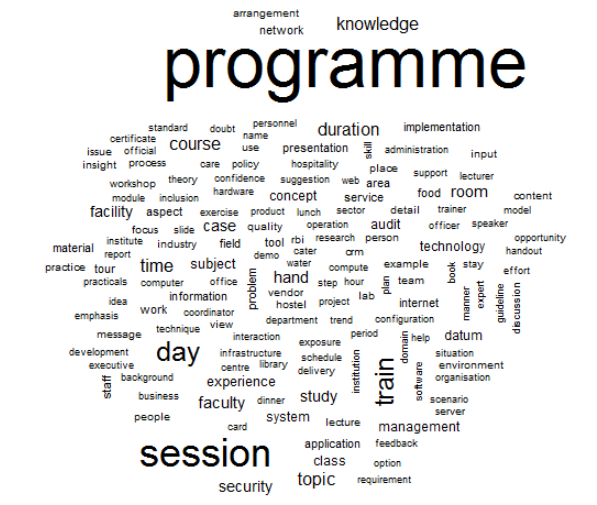 arrangement
network knowledge
programme
standard doubt personnel duration implementation
certificate name
issue official course use presentation skill administration input
insight process care policy hospitality place support lecturer
workshop theory confidence suggestion web area
module inclusion hardware concept service food room content
facility aspect exercise product lunch sector detail trainer model
focus slide case quality operation audit officer speaker
material institute industry field tool rbi research person technology opportunity
report demo cater crm handout
practice tour time subject water compute example stay effort
practicals computer office problem hand step hour plan team book manner expert guideline discussion
idea information vendor hostel project lab internet
emphasis work coordinator
message technique view department trend configuration
interaction period domain help datum
development day infrastructure exposure schedule institution situation
executive centre library delivery train software environment
staff background experience organisation
business faculty dinner study scenario
people card system lecture management server
session application feedback
class option
security topic requirement